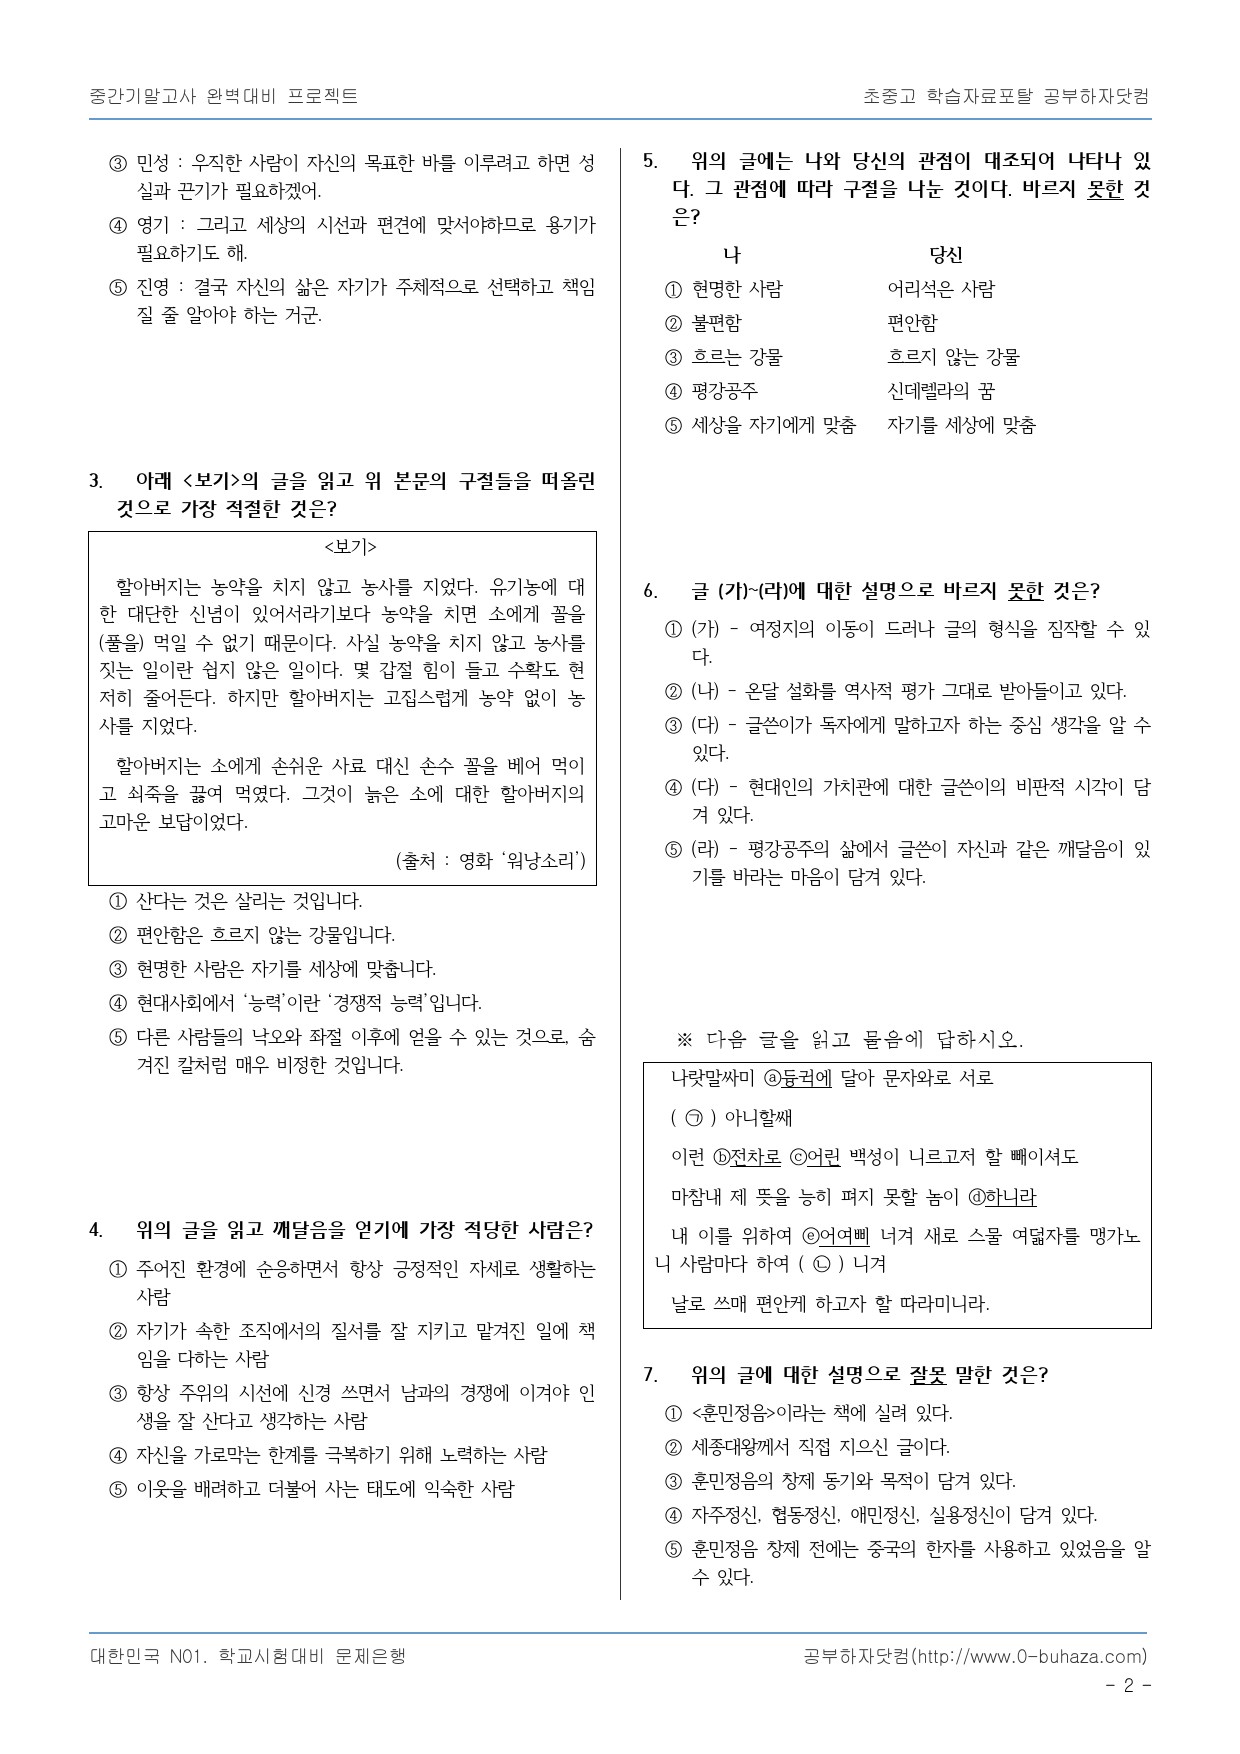 중간기말고사 완벽대비 프로젝트
초중고 학습자료포탈 공부하자닷컴
③ 민성 : 우직한 사람이 자신의 목표한 바를 이루려고 하면 성
실과 끈기가 필요하겠어.
④ 영기 : 그리고 세상의 시선과 편견에 맞서야하므로 용기가
필요하기도 해.
⑤ 진영 : 결국 자신의 삶은 자기가 주체적으로 선택하고 책임
질 줄 알아야 하는 거군.
3. 아래 <보기>의 글을 읽고 위 본문의 구절들을 떠올린
것으로 가장 적절한 것은?
<보기>
할아버지는 농약을 치지 않고 농사를 지었다. 유기농에 대
한 대단한 신념이 있어서라기보다 농약을 치면 소에게 꼴을
(풀을) 먹일 수 없기 때문이다. 사실 농약을 치지 않고 농사를
짓는 일이란 쉽지 않은 일이다. 몇 갑절 힘이 들고 수확도 현
저히 줄어든다. 하지만 할아버지는 고집스럽게 농약 없이 농
사를 지었다.
할아버지는 소에게 손쉬운 사료 대신 손수 꼴을 베어 먹이
고 쇠죽을 끓여 먹였다. 그것이 늙은 소에 대한 할아버지의
고마운 보답이었다.
(출처 : 영화 ‘워낭소리’)
① 산다는 것은 살리는 것입니다.
② 편안함은 흐르지 않는 강물입니다.
③ 현명한 사람은 자기를 세상에 맞춥니다.
④ 현대사회에서 ‘능력’이란 ‘경쟁적 능력’입니다.
⑤ 다른 사람들의 낙오와 좌절 이후에 얻을 수 있는 것으로, 숨
겨진 칼처럼 매우 비정한 것입니다.
4. 위의 글을 읽고 깨달음을 얻기에 가장 적당한 사람은?
① 주어진 환경에 순응하면서 항상 긍정적인 자세로 생활하는
사람
② 자기가 속한 조직에서의 질서를 잘 지키고 맡겨진 일에 책
임을 다하는 사람
③ 항상 주위의 시선에 신경 쓰면서 남과의 경쟁에 이겨야 인
생을 잘 산다고 생각하는 사람
④ 자신을 가로막는 한계를 극복하기 위해 노력하는 사람
⑤ 이웃을 배려하고 더불어 사는 태도에 익숙한 사람
5. 위의 글에는 나와 당신의 관점이 대조되어 나타나 있
다. 그 관점에 따라 구절을 나눈 것이다. 바르지 못한 것
은?
나 당신
① 현명한 사람 어리석은 사람
② 불편함 편안함
③ 흐르는 강물 흐르지 않는 강물
④ 평강공주 신데렐라의 꿈
⑤ 세상을 자기에게 맞춤 자기를 세상에 맞춤
6. 글 (가)~(라)에 대한 설명으로 바르지 못한 것은?
① (가) - 여정지의 이동이 드러나 글의 형식을 짐작할 수 있
다.
② (나) - 온달 설화를 역사적 평가 그대로 받아들이고 있다.
③ (다) - 글쓴이가 독자에게 말하고자 하는 중심 생각을 알 수
있다.
④ (다) - 현대인의 가치관에 대한 글쓴이의 비판적 시각이 담
겨 있다.
⑤ (라) - 평강공주의 삶에서 글쓴이 자신과 같은 깨달음이 있
기를 바라는 마음이 담겨 있다.
※ 다음 글을 읽고 물음에 답하시오.
나랏말싸미 ⓐ듕귁에 달아 문자와로 서로
( ㉠ ) 아니할쌔
이런 ⓑ전차로 ⓒ어린 백성이 니르고저 할 빼이셔도
마참내 제 뜻을 능히 펴지 못할 놈이 ⓓ하니라
내 이를 위하여 ⓔ어여삐 너겨 새로 스물 여덟자를 맹가노
니 사람마다 하여 ( ㉡ ) 니겨
날로 쓰매 편안케 하고자 할 따라미니라.
7. 위의 글에 대한 설명으로 잘못 말한 것은?
① <훈민정음>이라는 책에 실려 있다.
② 세종대왕께서 직접 지으신 글이다.
③ 훈민정음의 창제 동기와 목적이 담겨 있다.
④ 자주정신, 협동정신, 애민정신, 실용정신이 담겨 있다.
⑤ 훈민정음 창제 전에는 중국의 한자를 사용하고 있었음을 알
수 있다.
대한민국 N01. 학교시험대비 문제은행
공부하자닷컴(http://www.0-buhaza.com)
- 2 -